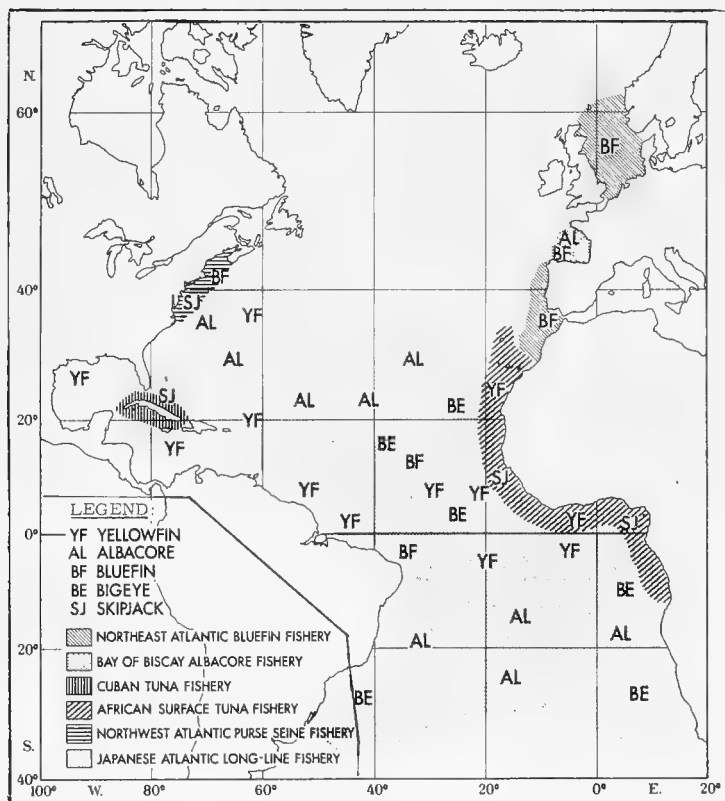 N.
60°
BF
AL
BF
BF
SJ
AL
YF
40°
BF
AL
AL
YF
SJ
YF
AL
AL
BE
20°
YF
YF
BE
BF
SJ
YF
YF
YF
YF
BE
YF
SJ
0°
BF
YF
YF
BE
AL
AL
AL
20°
BE
AL
BE
S.
40°
LEGEND:
YF YELLOWFIN
AL ALBACORE
BF BLUEFIN
BE BIGEYE
SJ SKIPJACK
NORTHEAST ATLANTIC BLUEFIN FISHERY
BAY OF BISCAY ALBACORE FISHERY
CUBAN TUNA FISHERY
AFRICAN SURFACE TUNA FISHERY
NORTHWEST ATLANTIC PURSE SEINE FISHERY
JAPANESE ATLANTIC LONG-LINE FISHERY
100° W. 80° 60° 40° 20° 0° E. 20°